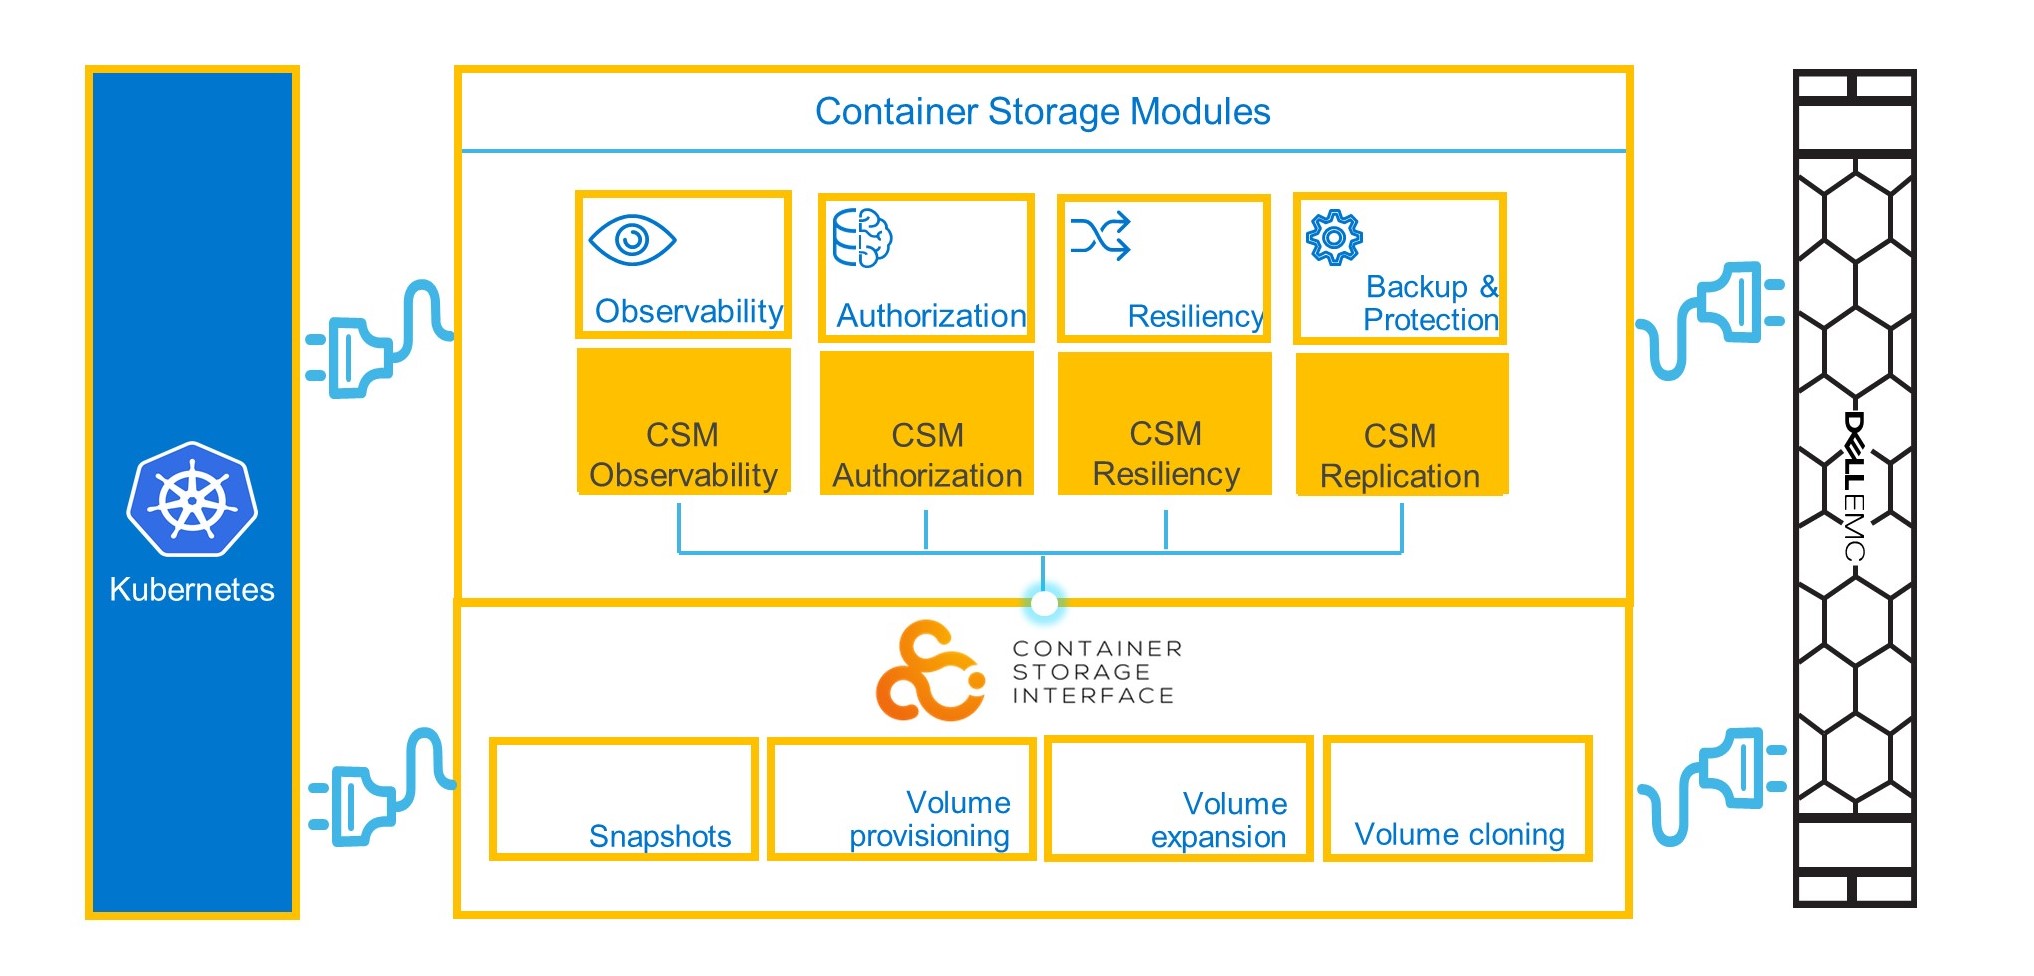 Container Storage Modules
Observability
Authorization
Resiliency
Backup &
Protection
CSM
Observability
CSM
Authorization
CSM
Resiliency
CSM
Replication
Kubernetes
CONTAINER
STORAGE
INTERFACE
Snapshots
Volume
provisioning
Volume
expansion
Volume cloning
DELLEMC